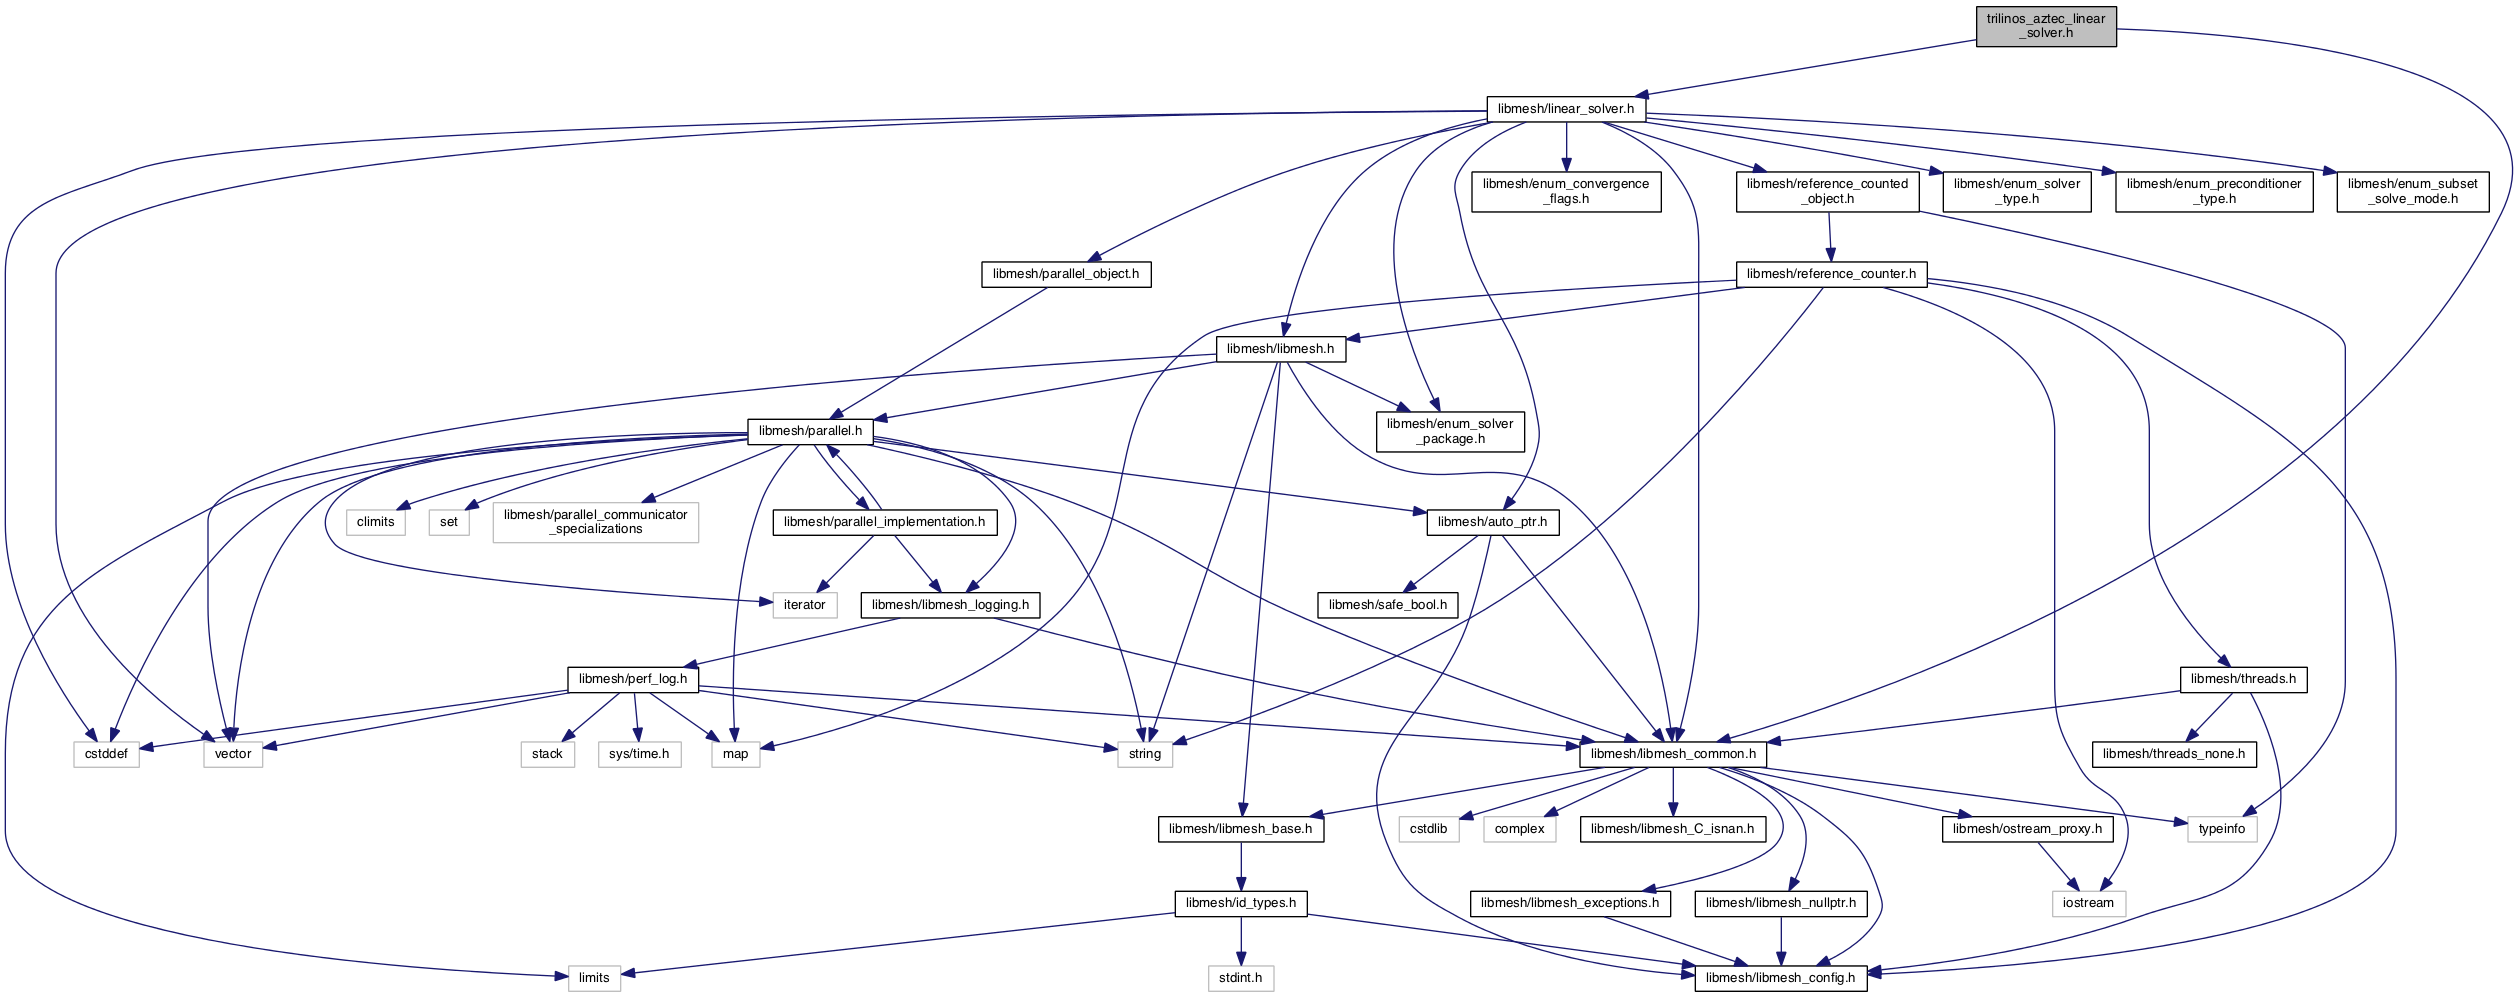 trilinos_aztec_linear
_solver.h
libmesh/linear_solver.h
libmesh/enum_convergence
_flags.h
libmesh/reference_counted
_object.h
libmesh/enum_solver
_type.h
libmesh/enum_preconditioner
_type.h
libmesh/enum_subset
_solve_mode.h
libmesh/parallel_object.h
libmesh/reference_counter.h
libmesh/libmesh.h
libmesh/parallel.h
libmesh/enum_solver
_package.h
climits
set
libmesh/parallel_communicator
_specializations
libmesh/parallel_implementation.h
libmesh/auto_ptr.h
iterator
libmesh/libmesh_logging.h
libmesh/safe_bool.h
libmesh/perf_log.h
libmesh/threads.h
cstddef
vector
stack
sys/time.h
map
string
libmesh/libmesh_common.h
libmesh/threads_none.h
libmesh/libmesh_base.h
cstdlib
complex
libmesh/libmesh_C_isnan.h
libmesh/ostream_proxy.h
typeinfo
libmesh/id_types.h
libmesh/libmesh_exceptions.h
libmesh/libmesh_nullptr.h
iostream
limits
stdint.h
libmesh/libmesh_config.h